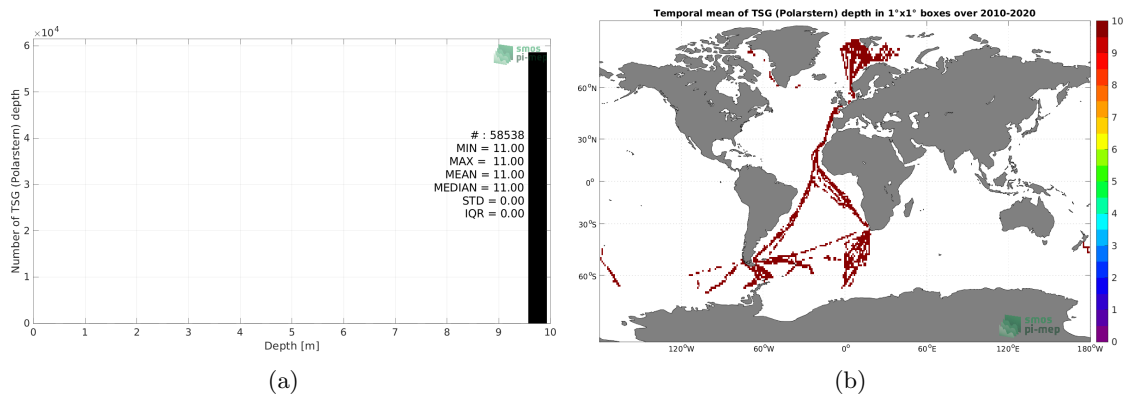 ×10⁴
6
5
4
3
2
1
0
Number of TSG (Polarstern) depth
smos
pi-mep
# : 58538
MIN = 11.00
MAX = 11.00
MEAN = 11.00
MEDIAN = 11.00
STD = 0.00
IQR = 0.00
0 1 2 3 4 5 6 7 8 9 10
Depth [m]
(a)
Temporal mean of TSG (Polarstern) depth in 1°x1° boxes over 2010-2020
60°N
30°N
0°
30°S
60°S
120°W 60°W 0° 60°E 120°E 180°W
smos
pi-mep
10
9
8
7
6
5
4
3
2
1
0
(b)